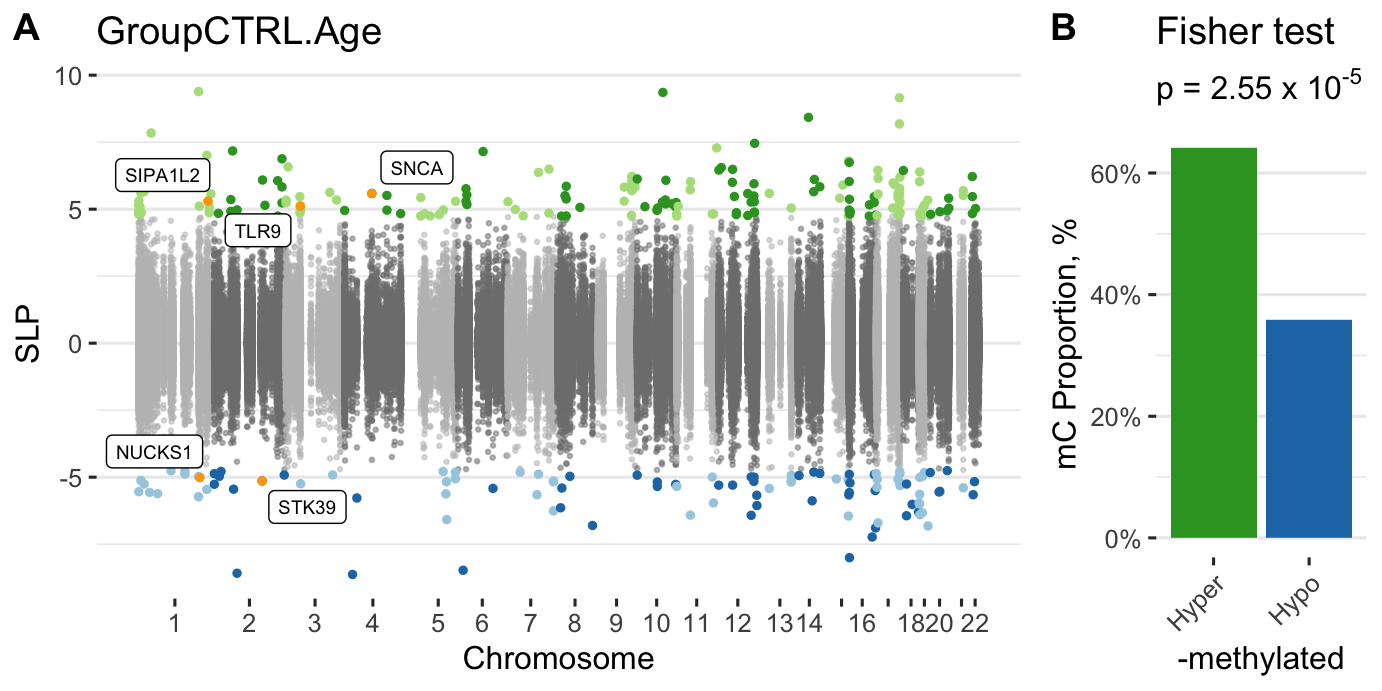 A
GroupCTRL.Age
10
5
0
−5
SLP
SIPA1L2
SNCA
TLR9
NUCKS1
STK39
1 2 3 4 5 6 7 8 9 10 11 12 13 14 16 18 20 22
Chromosome
B
Fisher test
p = 2.55 x 10⁻⁵
60%
40%
20%
0%
mC Proportion, %
Hyper
Hypo
-methylated